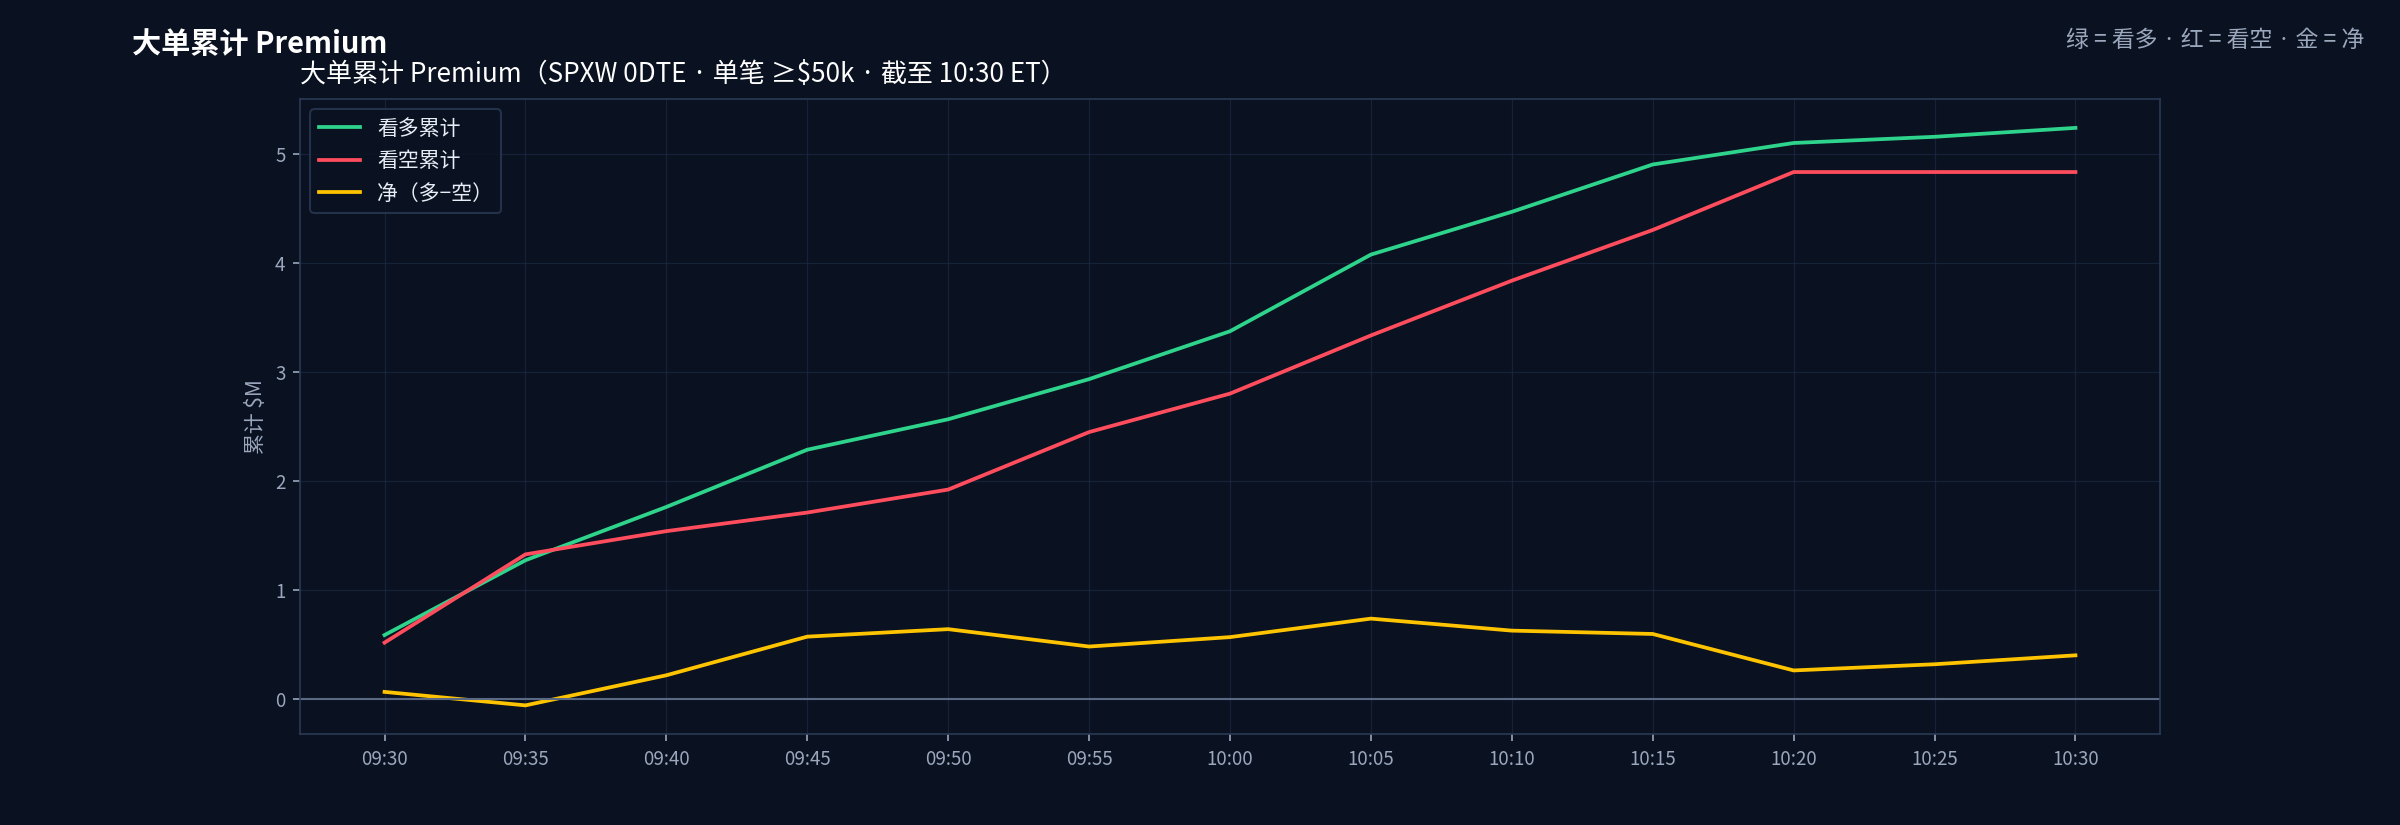 大单累计 Premium
绿 = 看多 · 红 = 看空 · 金 = 净
大单累计 Premium（SPXW 0DTE · 单笔 ≥$50k · 截至 10:30 ET）
看多累计
看空累计
净（多−空）
累计 $M
5
4
3
2
1
0
09:30 09:35 09:40 09:45 09:50 09:55 10:00 10:05 10:10 10:15 10:20 10:25 10:30